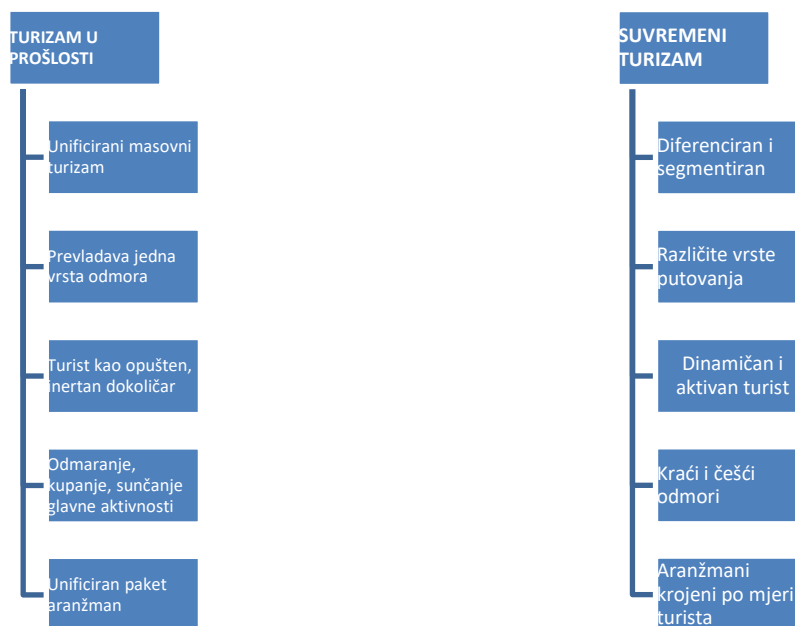 TURIZAM U
PROŠLOSTI
Unificirani masovni
turizam
Prevladava jedna
vrsta odmora
Turist kao opušten,
inertan dokoličar
Odmaranje,
kupanje, sunčanje
glavne aktivnosti
Unificiran paket
aranžman
SUVREMENI
TURIZAM
Diferenciran i
segmentiran
Različite vrste
putovanja
Dinamičan i
aktivan turist
Kraći i češći
odmori
Aranžmani
krojeni po mjeri
turista